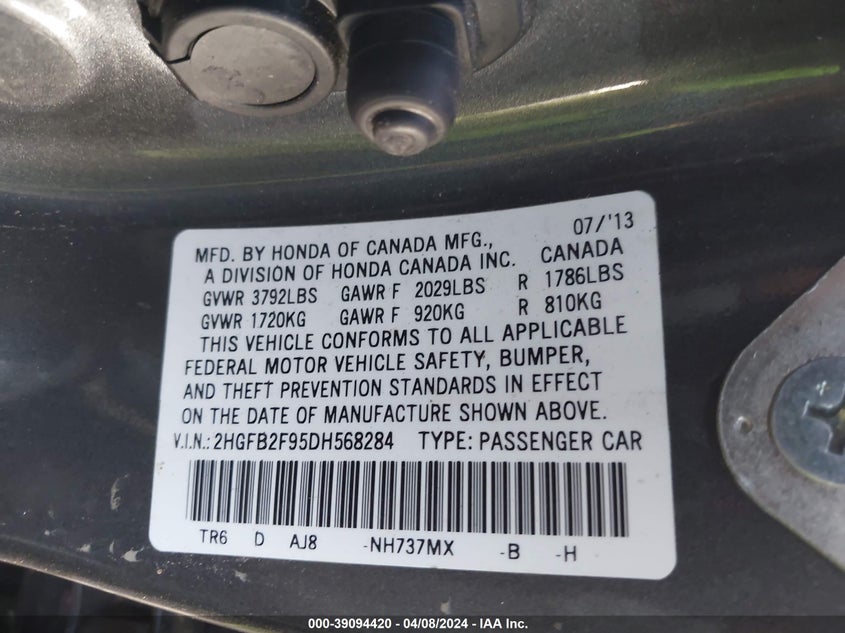 07/'13
MFD. BY HONDA OF CANADA MFG.,
A DIVISION OF HONDA CANADA INC. CANADA
GVWR 3792LBS GAWR F 2029LBS R 1786LBS
GVWR 1720KG GAWR F 920KG R 810KG
THIS VEHICLE CONFORMS TO ALL APPLICABLE
FEDERAL MOTOR VEHICLE SAFETY, BUMPER,
AND THEFT PREVENTION STANDARDS IN EFFECT
ON THE DATE OF MANUFACTURE SHOWN ABOVE.
V.I.N.: 2HGFB2F95DH568284 TYPE: PASSENGER CAR
TR6 D AJ8 -NH737MX -B -H
000-39094420 - 04/08/2024 - IAA Inc.